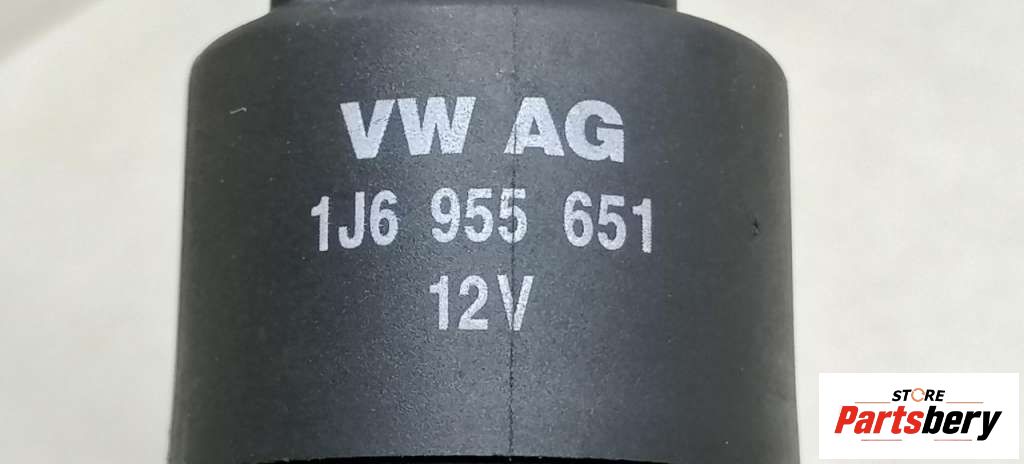 VW AG
1J6 955 651
12V
STORE
Partsbery